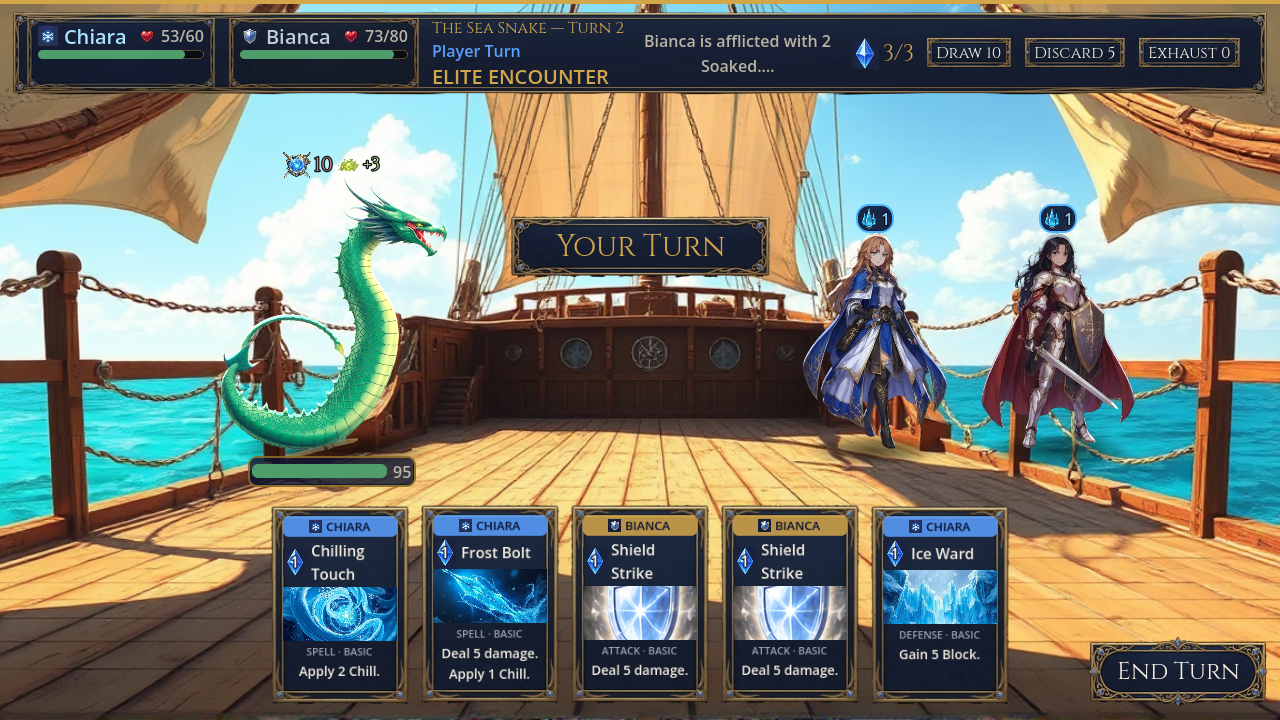 Chiara 53/60
Bianca 73/80
The Sea Snake — Turn 2
Player Turn
ELITE ENCOUNTER
Bianca is afflicted with 2
Soaked....
3/3
Draw 10
Discard 5
Exhaust 0
10 +3
1
1
Your Turn
95
CHIARA
1
Chilling
Touch
SPELL · BASIC
Apply 2 Chill.
CHIARA
1
Frost Bolt
SPELL · BASIC
Deal 5 damage.
Apply 1 Chill.
BIANCA
1
Shield
Strike
ATTACK · BASIC
Deal 5 damage.
BIANCA
1
Shield
Strike
ATTACK · BASIC
Deal 5 damage.
CHIARA
1
Ice Ward
DEFENSE · BASIC
Gain 5 Block.
End Turn